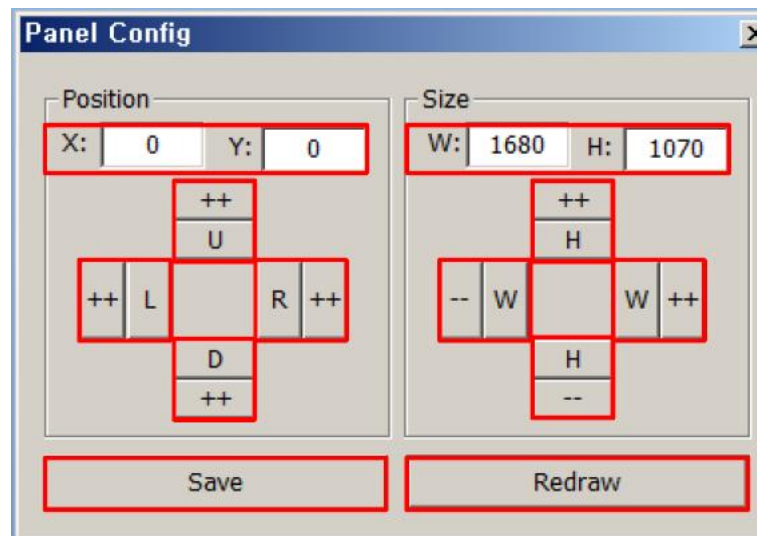 Panel Config
Position
X: 0 Y: 0
++
U
++ L R ++
D
++
Size
W: 1680 H: 1070
++
H
-- W W ++
H
--
Save
Redraw